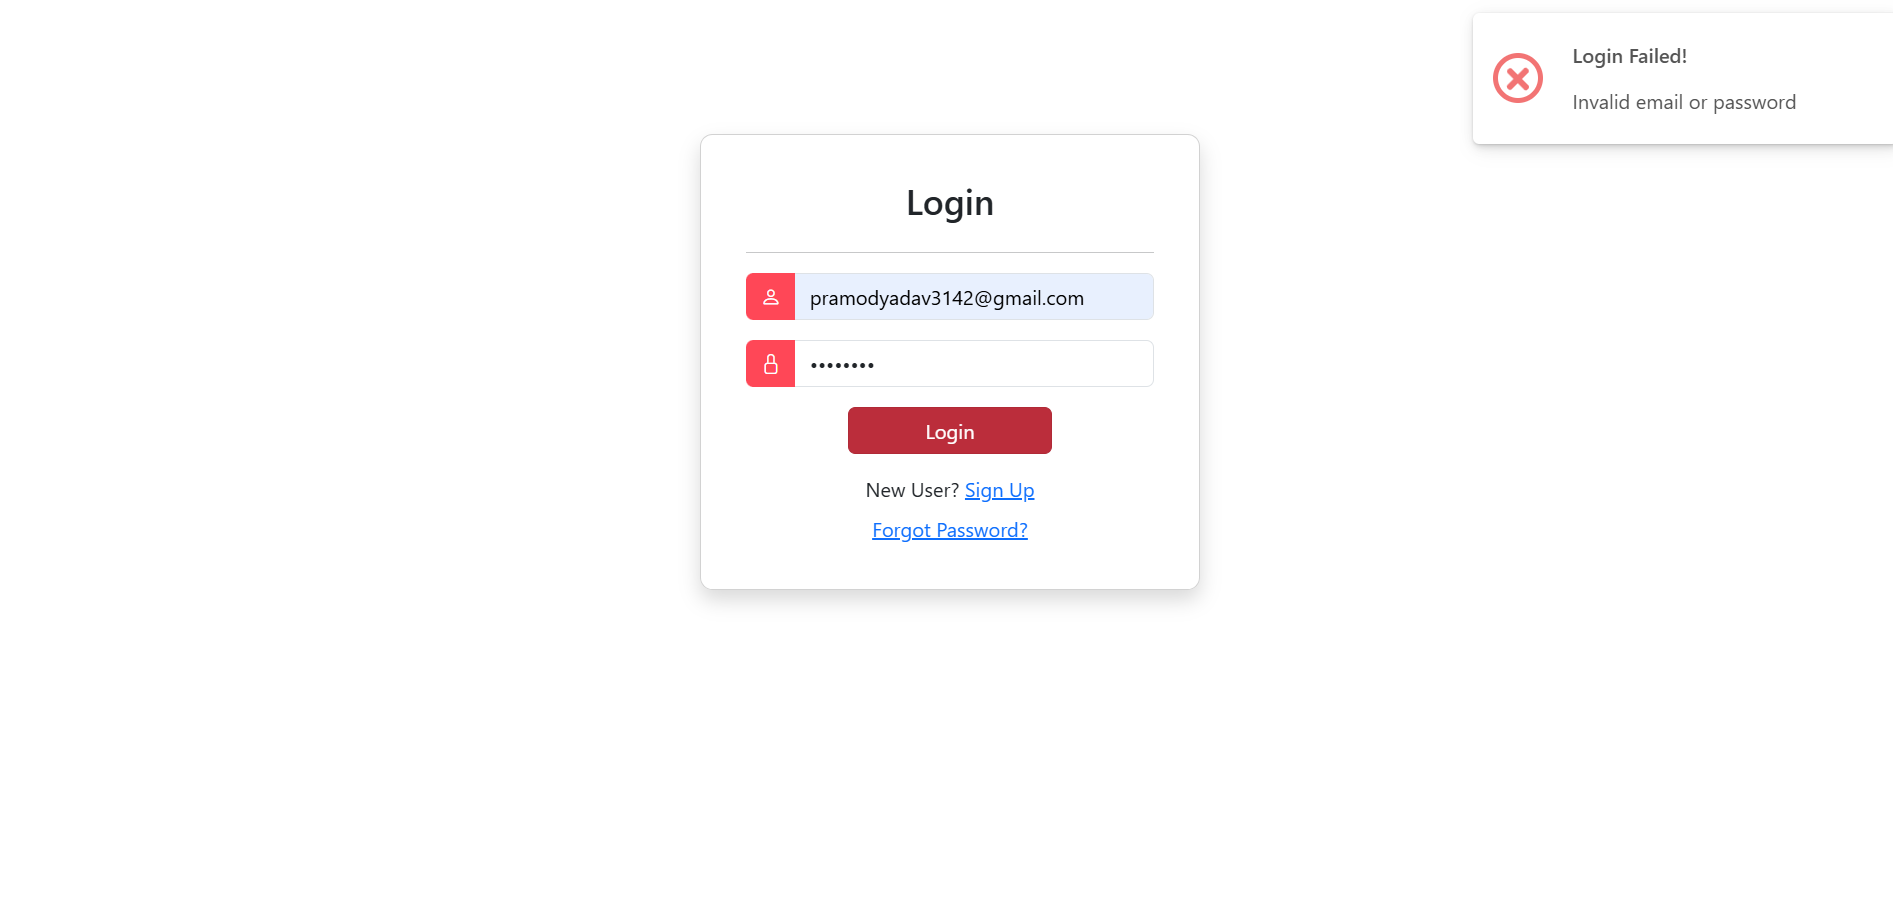 Login Failed!
Invalid email or password
Login
pramodyadav3142@gmail.com
••••••••
Login
New User? Sign Up
Forgot Password?